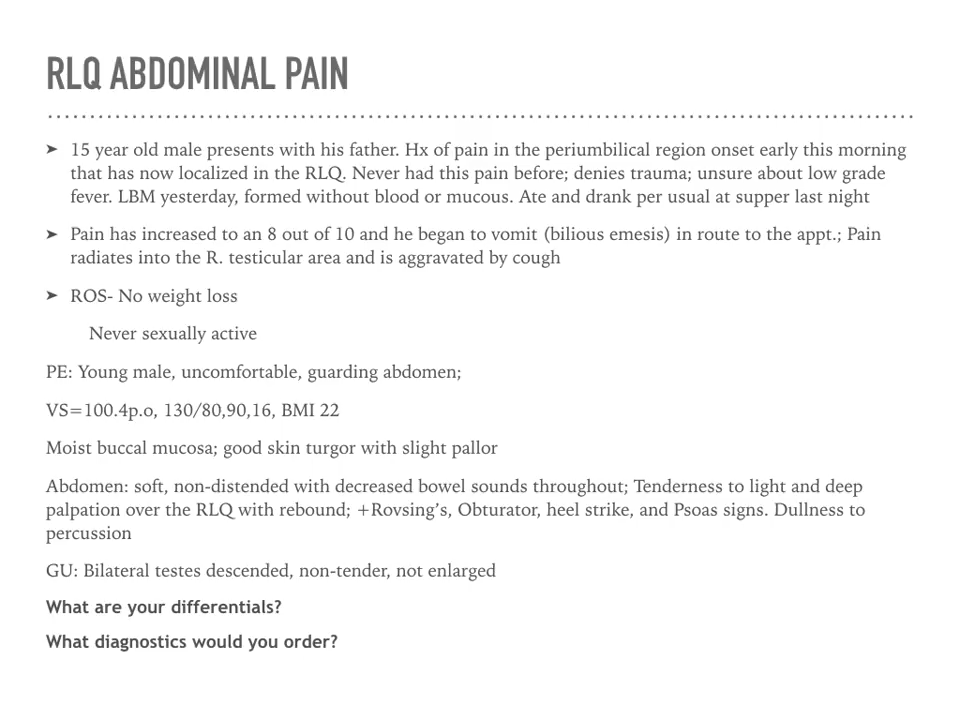 RLQ ABDOMINAL PAIN
➤ 15 year old male presents with his father. Hx of pain in the periumbilical region onset early this morning
that has now localized in the RLQ. Never had this pain before; denies trauma; unsure about low grade
fever. LBM yesterday, formed without blood or mucous. Ate and drank per usual at supper last night
➤ Pain has increased to an 8 out of 10 and he began to vomit (bilious emesis) in route to the appt.; Pain
radiates into the R. testicular area and is aggravated by cough
➤ ROS- No weight loss
Never sexually active
PE: Young male, uncomfortable, guarding abdomen;
VS=100.4p.o, 130/80,90,16, BMI 22
Moist buccal mucosa; good skin turgor with slight pallor
Abdomen: soft, non-distended with decreased bowel sounds throughout; Tenderness to light and deep
palpation over the RLQ with rebound; +Rovsing’s, Obturator, heel strike, and Psoas signs. Dullness to
percussion
GU: Bilateral testes descended, non-tender, not enlarged
What are your differentials?
What diagnostics would you order?